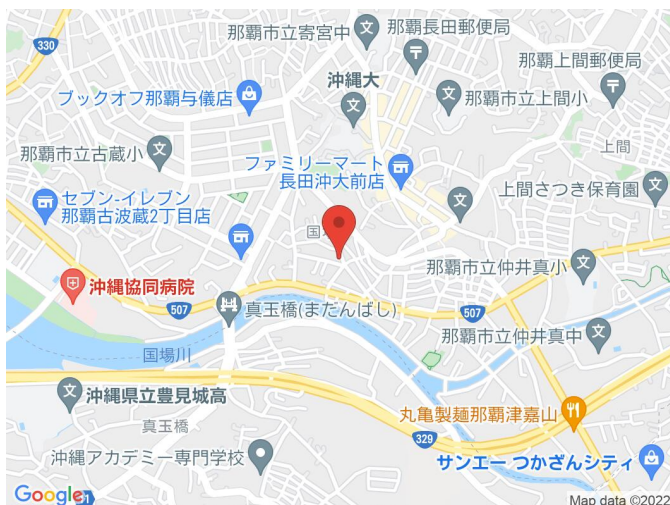 那覇市立寄宮中
那覇長田郵便局
330
那覇上間郵便局
沖縄大
ブックオフ那覇与儀店
那覇市立上間小
上間
那覇市立古蔵小
ファミリーマート
長田沖大前店
上間さつき保育園
セブン-イレブン
那覇古波蔵2丁目店
国場
那覇市立仲井真小
沖縄協同病院
507
真玉橋(まだんばし)
507
那覇市立仲井真中
国場川
沖縄県立豊見城高
丸亀製麺那覇津嘉山
真玉橋
329
沖縄アカデミー専門学校
サンエー つかざんシティ
Google
Map data ©2022